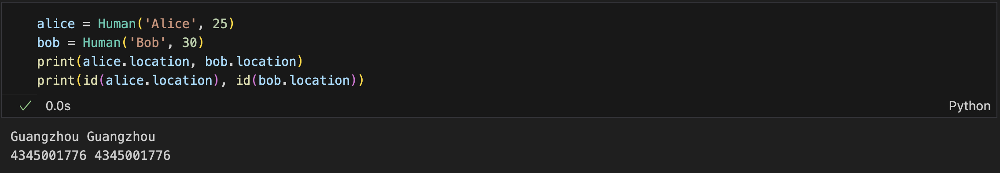 alice = Human('Alice', 25)
bob = Human('Bob', 30)
print(alice.location, bob.location)
print(id(alice.location), id(bob.location))
0.0s
Python
Guangzhou Guangzhou
4345001776 4345001776